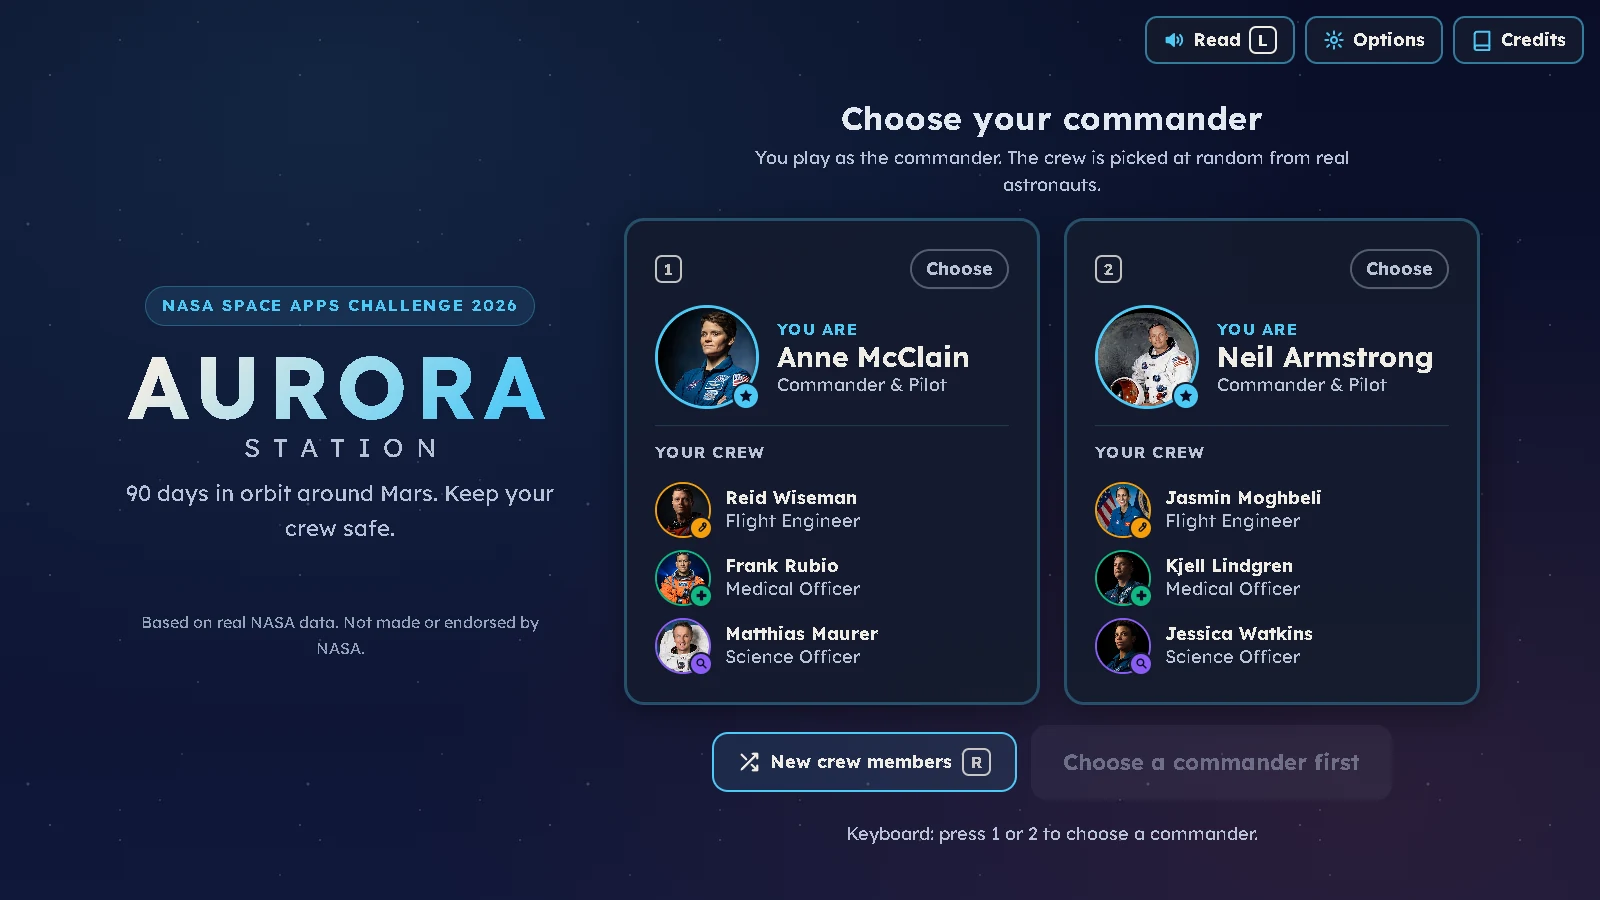 Read L
Options
Credits
Choose your commander
You play as the commander. The crew is picked at random from real
astronauts.
NASA SPACE APPS CHALLENGE 2026
AURORA
STATION
90 days in orbit around Mars. Keep your
crew safe.
Based on real NASA data. Not made or endorsed by
NASA.
1
Choose
YOU ARE
Anne McClain
Commander & Pilot
YOUR CREW
Reid Wiseman
Flight Engineer
Frank Rubio
Medical Officer
Matthias Maurer
Science Officer
2
Choose
YOU ARE
Neil Armstrong
Commander & Pilot
YOUR CREW
Jasmin Moghbeli
Flight Engineer
Kjell Lindgren
Medical Officer
Jessica Watkins
Science Officer
New crew members R
Choose a commander first
Keyboard: press 1 or 2 to choose a commander.